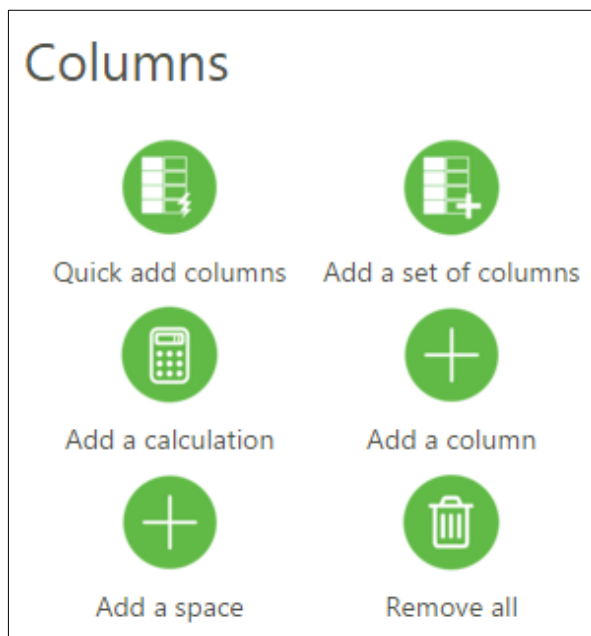 Columns
Quick add columns
Add a set of columns
Add a calculation
Add a column
Add a space
Remove all